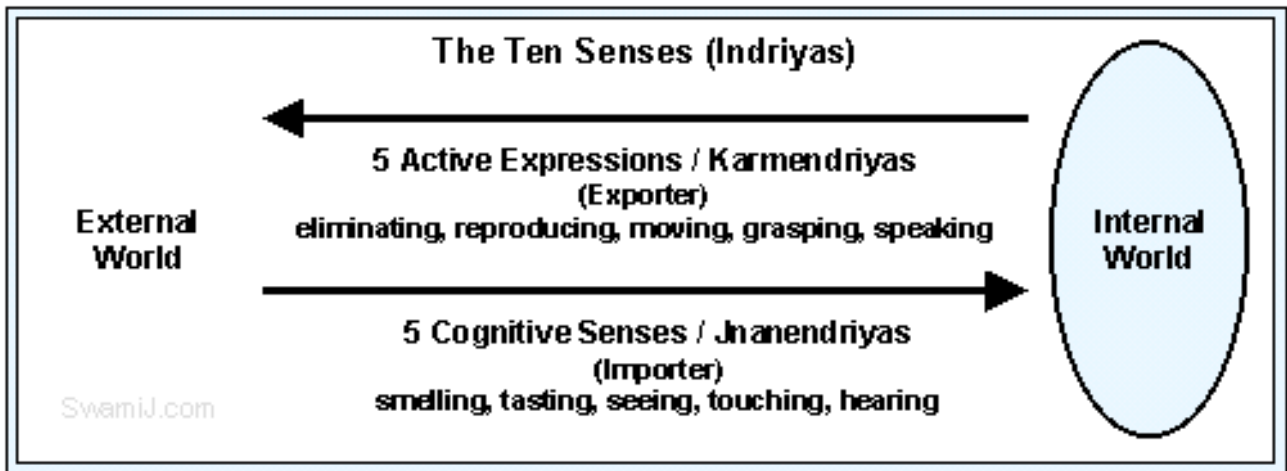 The Ten Senses (Indriyas)
5 Active Expressions / Karmendriyas
(Exporter)
eliminating, reproducing, moving, grasping, speaking
External
World
Internal
World
5 Cognitive Senses / Jnanendriyas
(Importer)
smelling, tasting, seeing, touching, hearing
SwamiJ.com